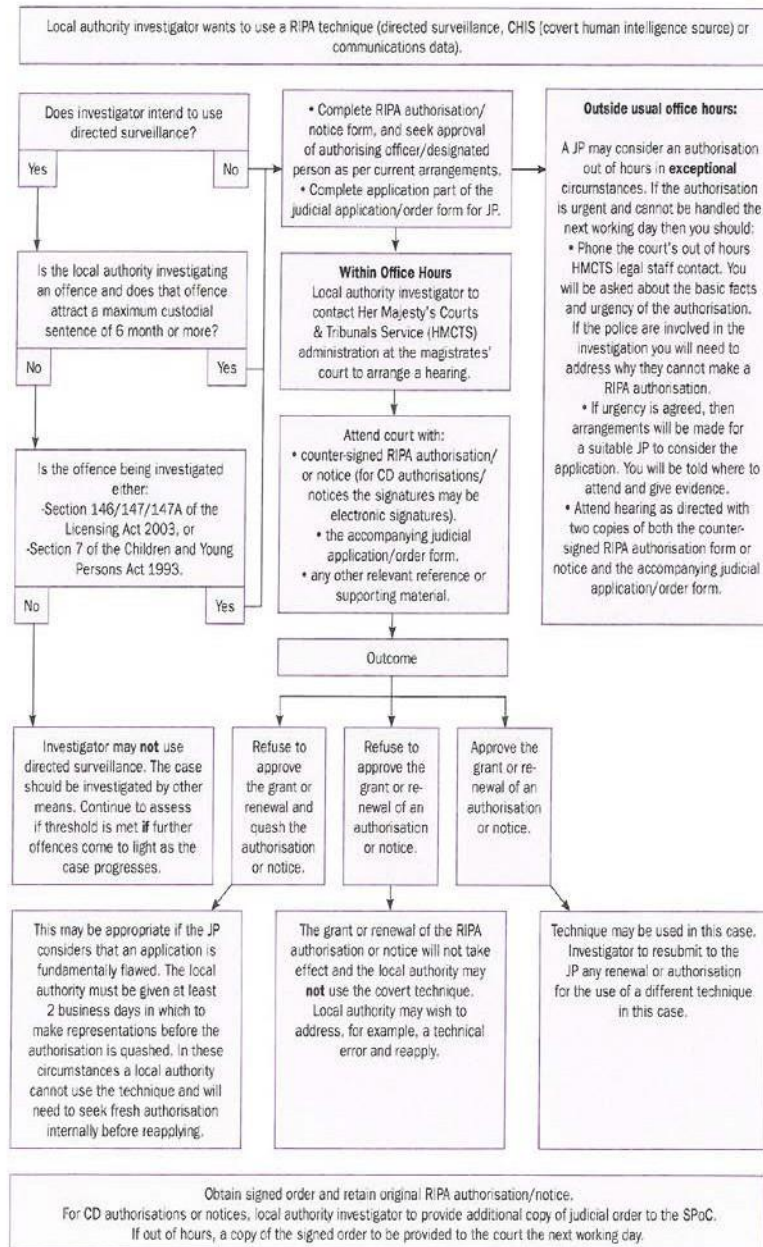 Local authority investigator wants to use a RIPA technique (directed surveillance, CHIS (covert human intelligence source) or
communications data).
Does investigator intend to use
directed surveillance?
Yes
No
• Complete RIPA authorisation/
notice form, and seek approval
of authorising officer/designated
person as per current arrangements.
• Complete application part of the
judicial application/order form for JP.
Outside usual office hours:
A JP may consider an authorisation
out of hours in exceptional
circumstances. If the authorisation
is urgent and cannot be handled the
next working day then you should:
• Phone the court's out of hours
HMCTS legal staff contact. You
will be asked about the basic facts
and urgency of the authorisation.
If the police are involved in the
investigation you will need to
address why they cannot make a
RIPA authorisation.
• If urgency is agreed, then
arrangements will be made for
a suitable JP to consider the
application. You will be told where to
attend and give evidence.
• Attend hearing as directed with
two copies of both the counter-
signed RIPA authorisation form or
notice and the accompanying judicial
application/order form.
Is the local authority investigating
an offence and does that offence
attract a maximum custodial
sentence of 6 month or more?
No
Yes
Within Office Hours
Local authority investigator to
contact Her Majesty's Courts
& Tribunals Service (HMCTS)
administration at the magistrates'
court to arrange a hearing.
Is the offence being investigated
either:
-Section 146/147/147A of the
Licensing Act 2003, or
-Section 7 of the Children and Young
Persons Act 1993.
No
Yes
Attend court with:
• counter-signed RIPA authorisation/
or notice (for CD authorisations/
notices the signatures may be
electronic signatures).
• the accompanying judicial
application/order form.
• any other relevant reference or
supporting material.
Outcome
Investigator may not use
directed surveillance. The case
should be investigated by other
means. Continue to assess
if threshold is met if further
offences come to light as the
case progresses.
Refuse to
approve
the grant or
renewal and
quash the
authorisation
or notice.
Refuse to
approve the
grant or re-
newal of an
authorisation
or notice.
Approve the
grant or re-
newal of an
authorisation
or notice.
This may be appropriate if the JP
considers that an application is
fundamentally flawed. The local
authority must be given at least
2 business days in which to
make representations before the
authorisation is quashed. In these
circumstances a local authority
cannot use the technique and will
need to seek fresh authorisation
internally before reapplying.
The grant or renewal of the RIPA
authorisation or notice will not take
effect and the local authority may
not use the covert technique.
Local authority may wish to
address, for example, a technical
error and reapply.
Technique may be used in this case.
Investigator to resubmit to the
JP any renewal or authorisation
for the use of a different technique
in this case.
Obtain signed order and retain original RIPA authorisation/notice.
For CD authorisations or notices, local authority investigator to provide additional copy of judicial order to the SPoC.
If out of hours, a copy of the signed order to be provided to the court the next working day.